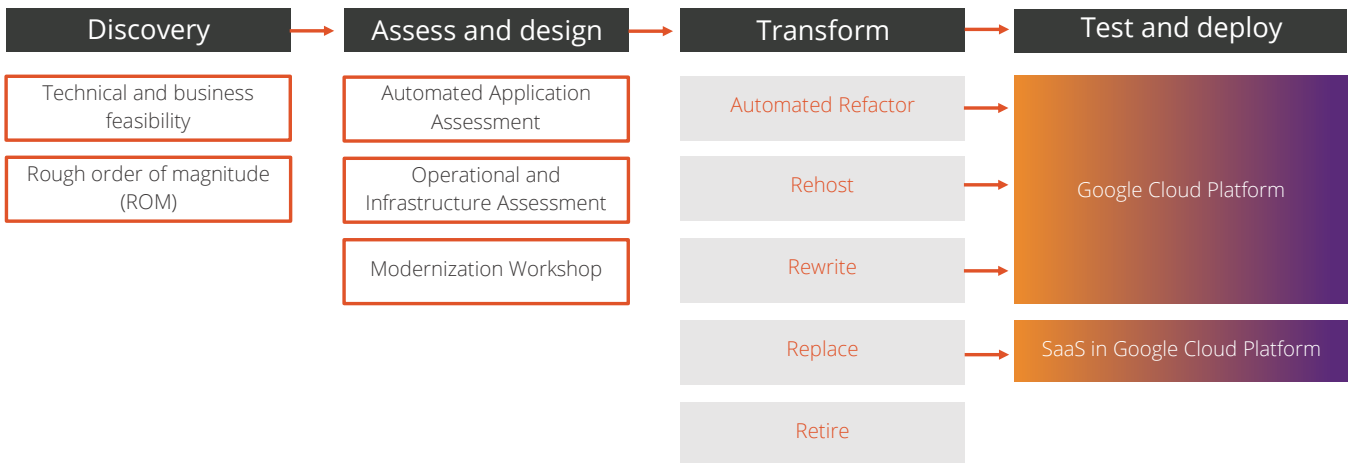 Discovery
Technical and business
feasibility
Rough order of magnitude
(ROM)
Assess and design
Automated Application
Assessment
Operational and
Infrastructure Assessment
Modernization Workshop
Transform
Automated Refactor
Rehost
Rewrite
Replace
Retire
Test and deploy
Google Cloud Platform
SaaS in Google Cloud Platform